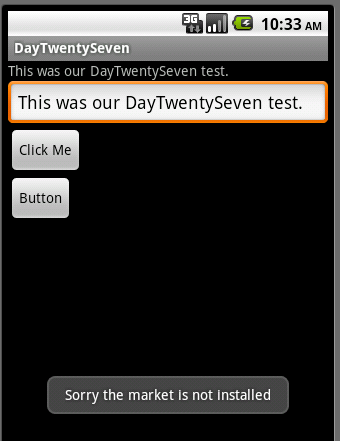 3G 10:33 AM
DayTwentySeven
This was our DayTwentySeven test.
This was our DayTwentySeven test.
Click Me
Button
Sorry the market is not installed